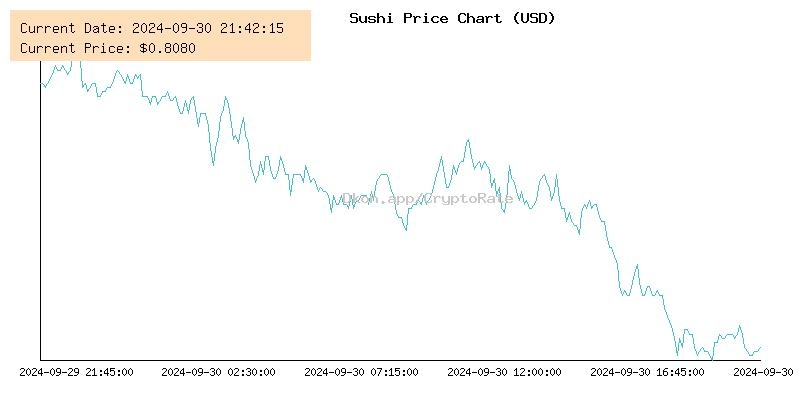 Sushi Price Chart (USD)
Current Date: 2024-09-30 21:42:15
Current Price: $0.8080
Dkon.app/CryptoRate
2024-09-29 21:45:00 2024-09-30 02:30:00 2024-09-30 07:15:00 2024-09-30 12:00:00 2024-09-30 16:45:00 2024-09-30